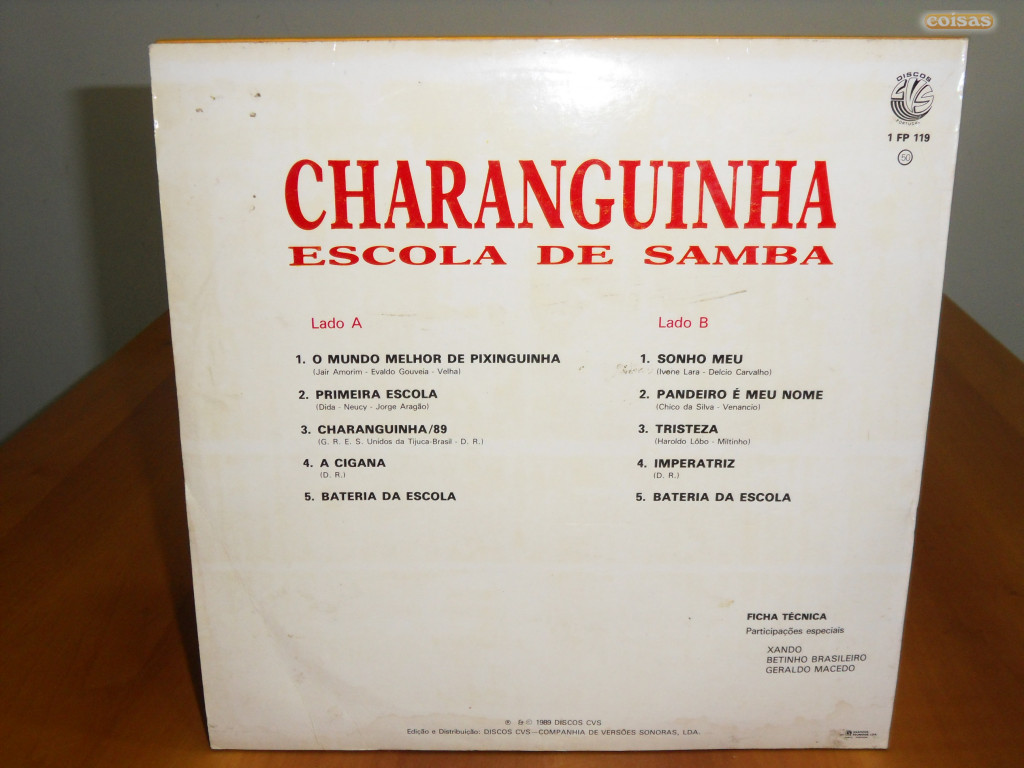 coisas
DISCOS
CVS
PORTUGAL
1 FP 119
50
CHARANGUINHA
ESCOLA DE SAMBA
Lado A
1. O MUNDO MELHOR DE PIXINGUINHA
(Jair Amorim - Evaldo Gouveia - Velha)
2. PRIMEIRA ESCOLA
(Dida - Neucy - Jorge Aragão)
3. CHARANGUINHA/89
(G. R. E. S. Unidos da Tijuca-Brasil - D. R.)
4. A CIGANA
(D. R.)
5. BATERIA DA ESCOLA
Lado B
1. SONHO MEU
(Ivone Lara - Delcio Carvalho)
2. PANDEIRO É MEU NOME
(Chico da Silva - Venancio)
3. TRISTEZA
(Haroldo Lôbo - Miltinho)
4. IMPERATRIZ
(D. R.)
5. BATERIA DA ESCOLA
FICHA TÉCNICA
Participações especiais
XANDO
BETINHO BRASILEIRO
GERALDO MACEDO
℗ & © 1989 DISCOS CVS
Edição e Distribuição: DISCOS CVS — COMPANHIA DE VERSÕES SONORAS, LDA.